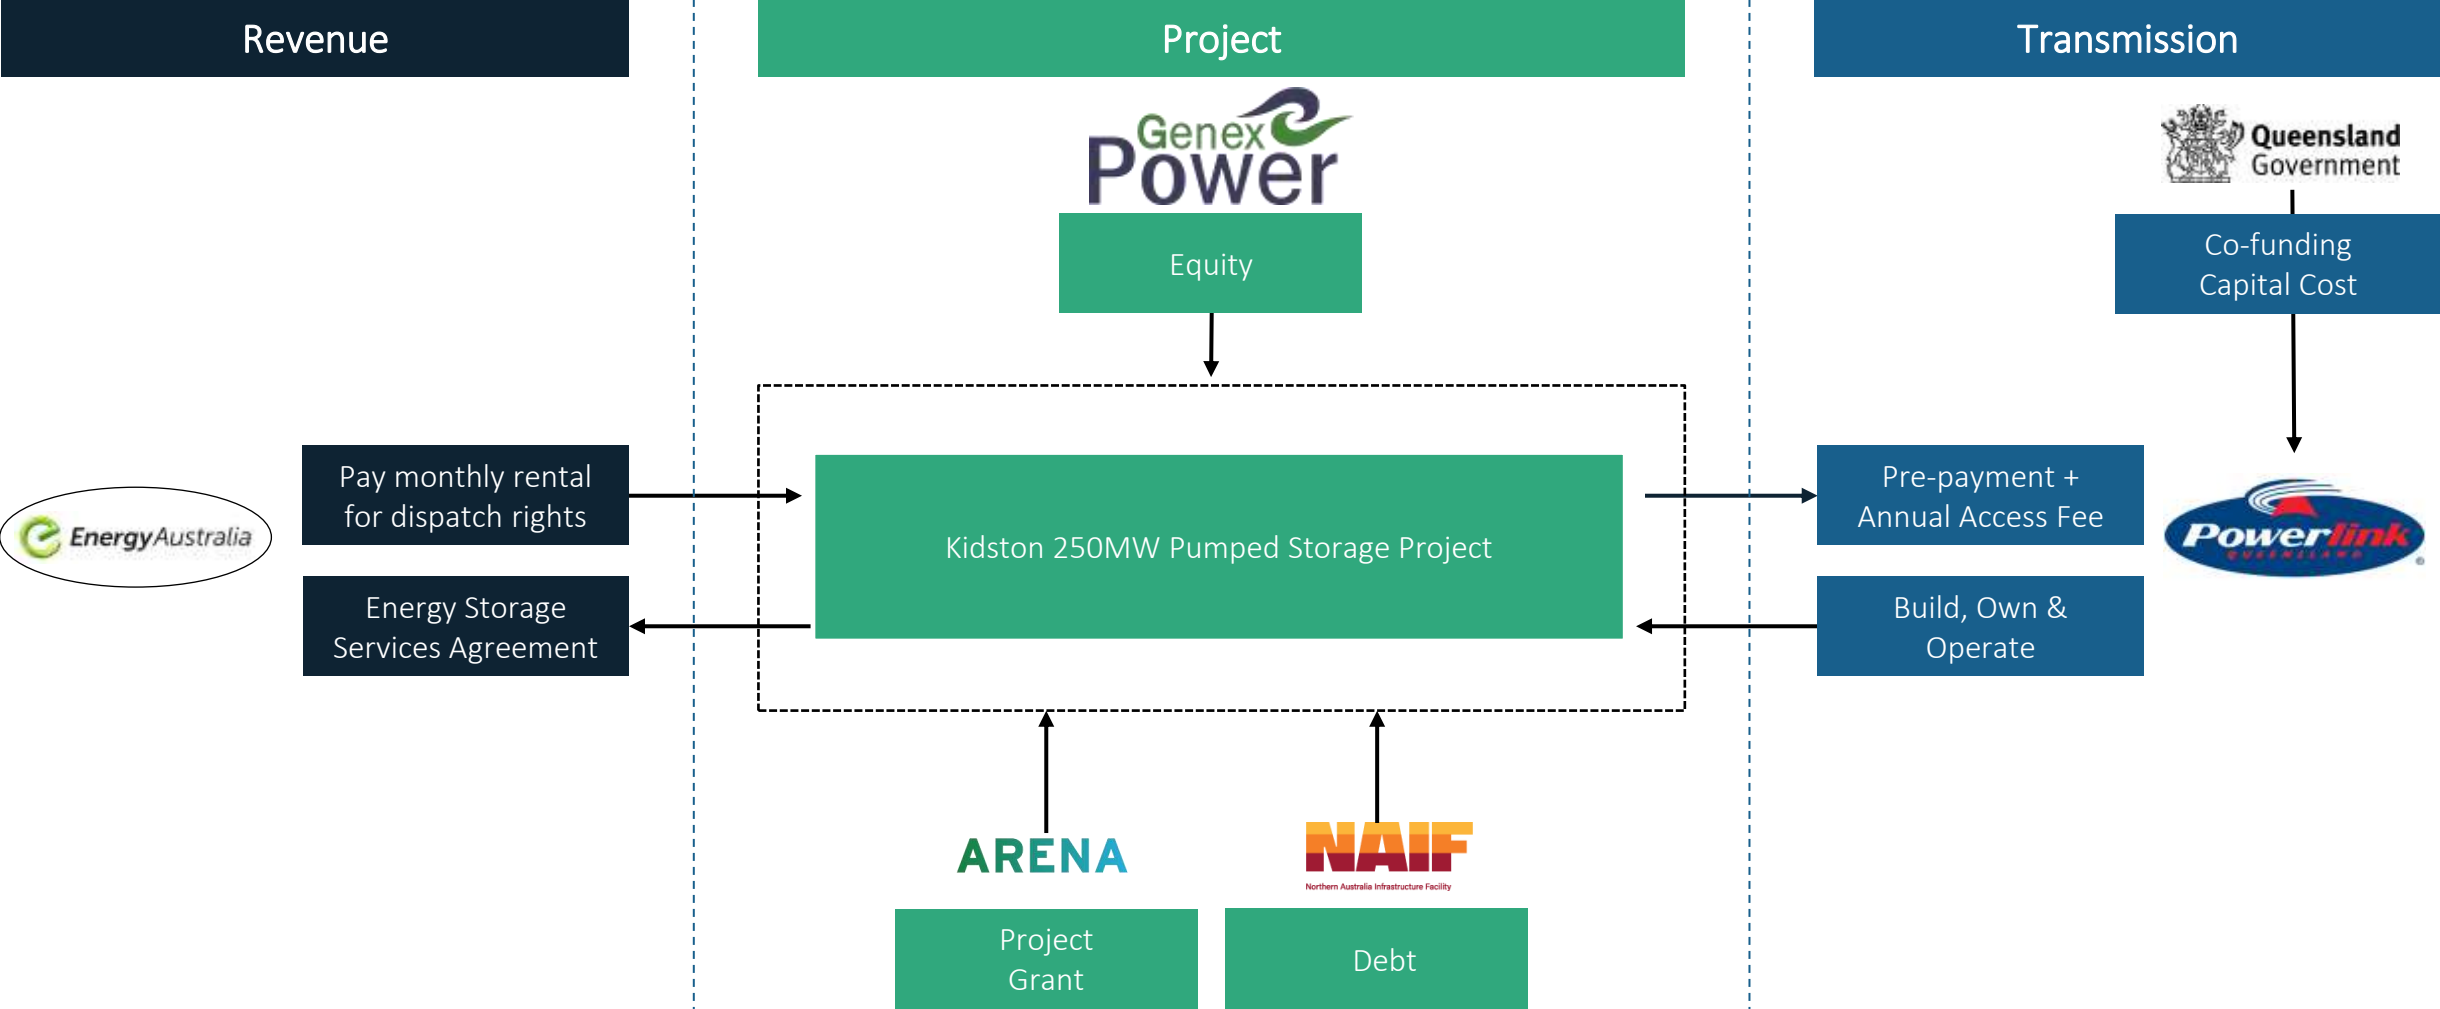 Revenue
Project
Transmission
Genex
Power
Queensland
Government
Equity
Co-funding
Capital Cost
Pay monthly rental
for dispatch rights
EnergyAustralia
Energy Storage
Services Agreement
Kidston 250MW Pumped Storage Project
Pre-payment +
Annual Access Fee
Powerlink
QUEENSLAND
®
Build, Own &
Operate
ARENA
NAIF
Northern Australia Infrastructure Facility
Project
Grant
Debt